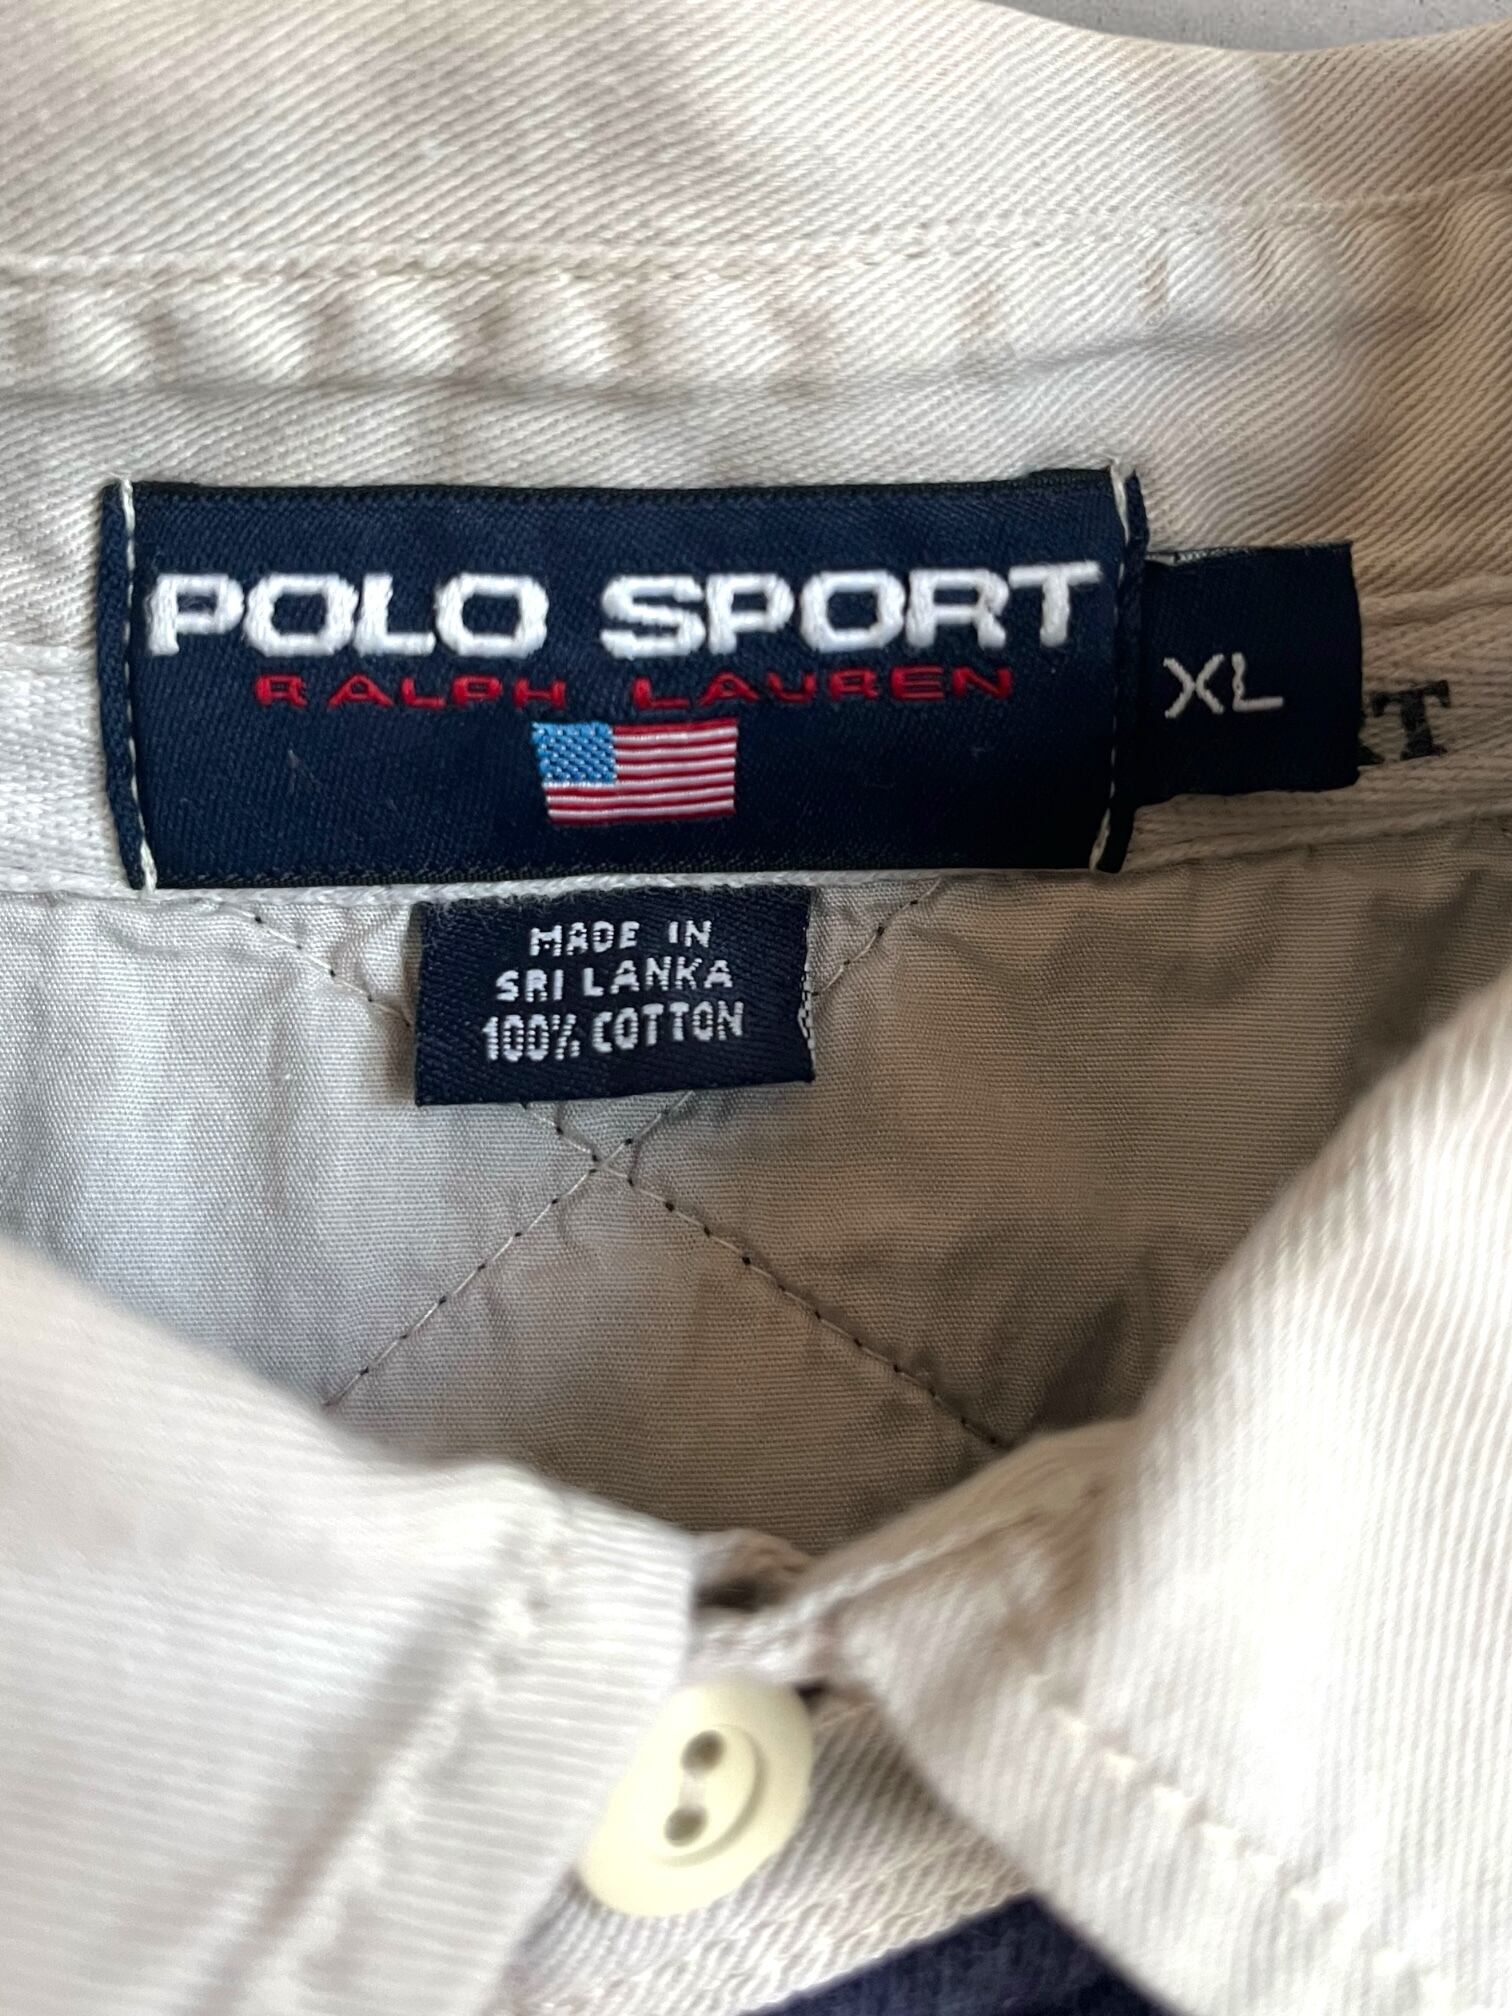 POLO SPORT
RALPH LAUREN
XL
MADE IN
SRI LANKA
100% COTTON